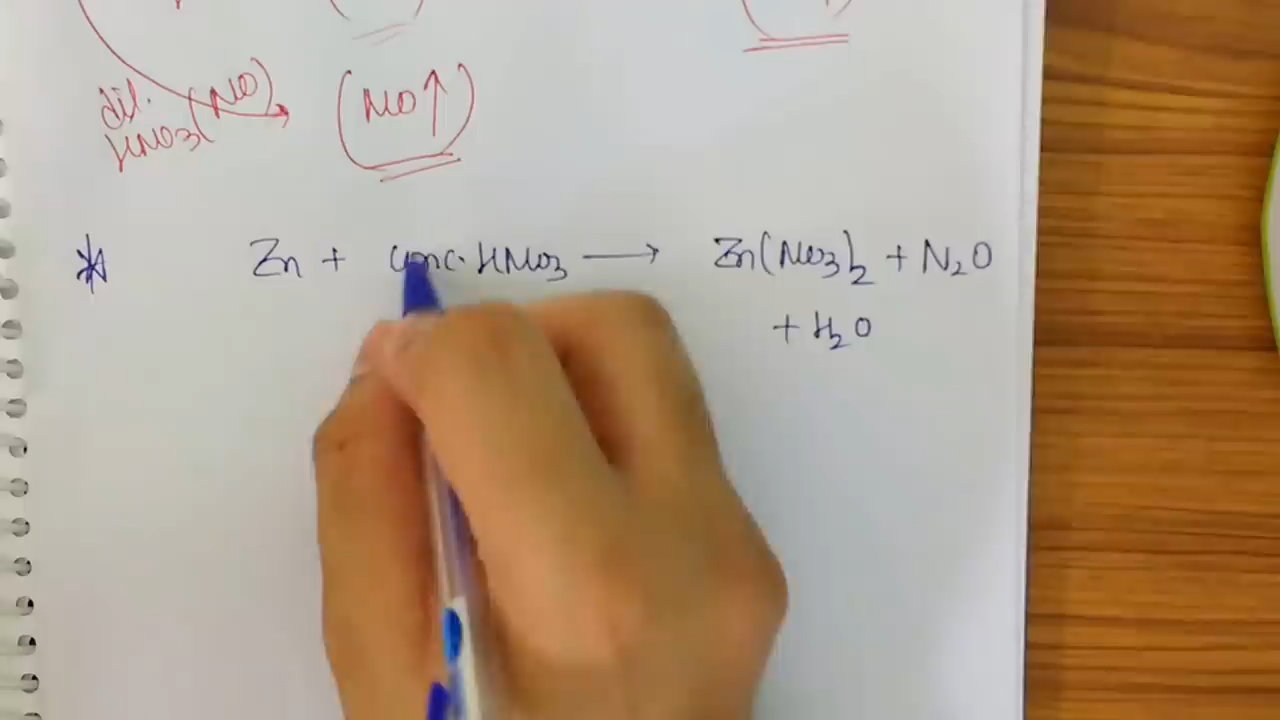 dil.
HNO3(NO)
(NO↑)
* Zn + conc. HNO3 ⟶ Zn(NO3)2 + N2O
+ H2O